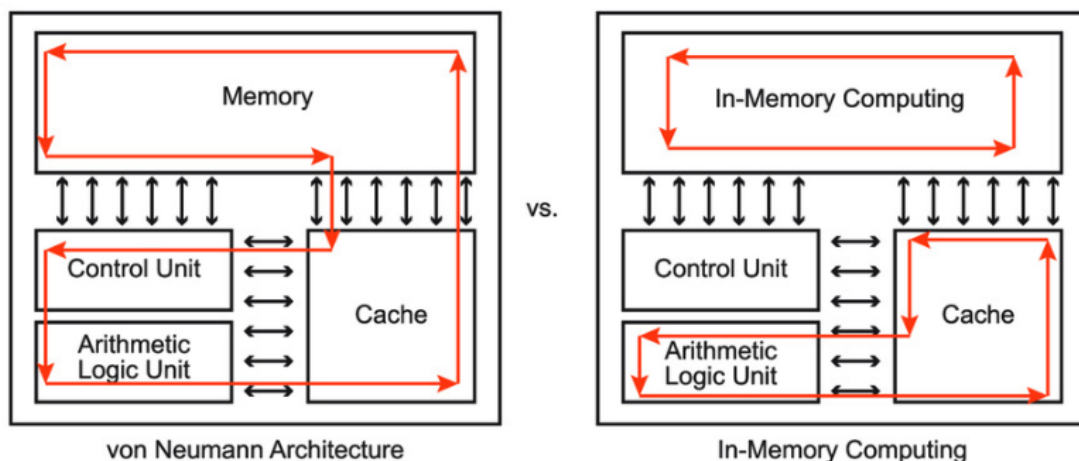 Memory
Control Unit
Arithmetic
Logic Unit
Cache
von Neumann Architecture
vs.
In-Memory Computing
Control Unit
Arithmetic
Logic Unit
Cache
In-Memory Computing